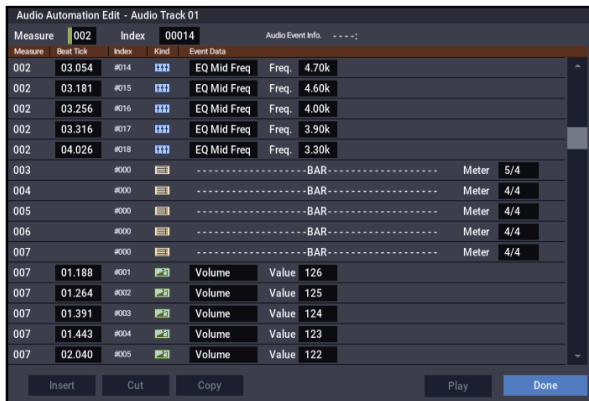 Audio Automation Edit - Audio Track 01
Measure 002 Index 00014 Audio Event Info. ----:
Measure Beat Tick Index Kind Event Data
002 03.054 #014 EQ Mid Freq Freq. 4.70k
002 03.181 #015 EQ Mid Freq Freq. 4.60k
002 03.256 #016 EQ Mid Freq Freq. 4.00k
002 03.316 #017 EQ Mid Freq Freq. 3.90k
002 04.026 #018 EQ Mid Freq Freq. 3.30k
003 #000 -------------------BAR------------------- Meter 5/4
004 #000 -------------------BAR------------------- Meter 4/4
005 #000 -------------------BAR------------------- Meter 4/4
006 #000 -------------------BAR------------------- Meter 4/4
007 #000 -------------------BAR------------------- Meter 4/4
007 01.188 #001 Volume Value 126
007 01.264 #002 Volume Value 125
007 01.391 #003 Volume Value 124
007 01.443 #004 Volume Value 123
007 02.040 #005 Volume Value 122
Insert Cut Copy Play Done